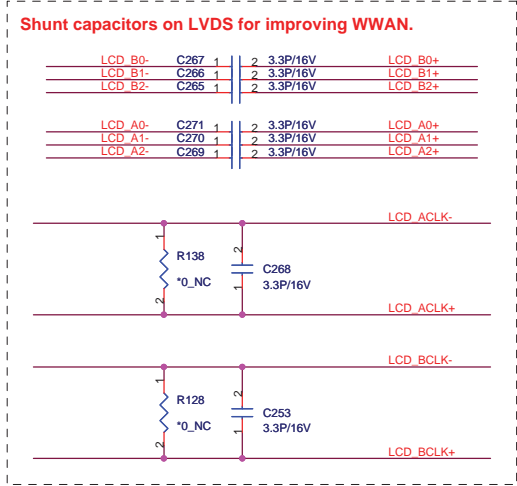 Shunt capacitors on LVDS for improving WWAN.
LCD_B0- C267 1 2 3.3P/16V LCD_B0+
LCD_B1- C266 1 2 3.3P/16V LCD_B1+
LCD_B2- C265 1 2 3.3P/16V LCD_B2+
LCD_A0- C271 1 2 3.3P/16V LCD_A0+
LCD_A1- C270 1 2 3.3P/16V LCD_A1+
LCD_A2- C269 1 2 3.3P/16V LCD_A2+
LCD_ACLK-
1 2
R138 C268
*0_NC 3.3P/16V
2 1
LCD_ACLK+
LCD_BCLK-
1 2
R128 C253
*0_NC 3.3P/16V
2 1
LCD_BCLK+